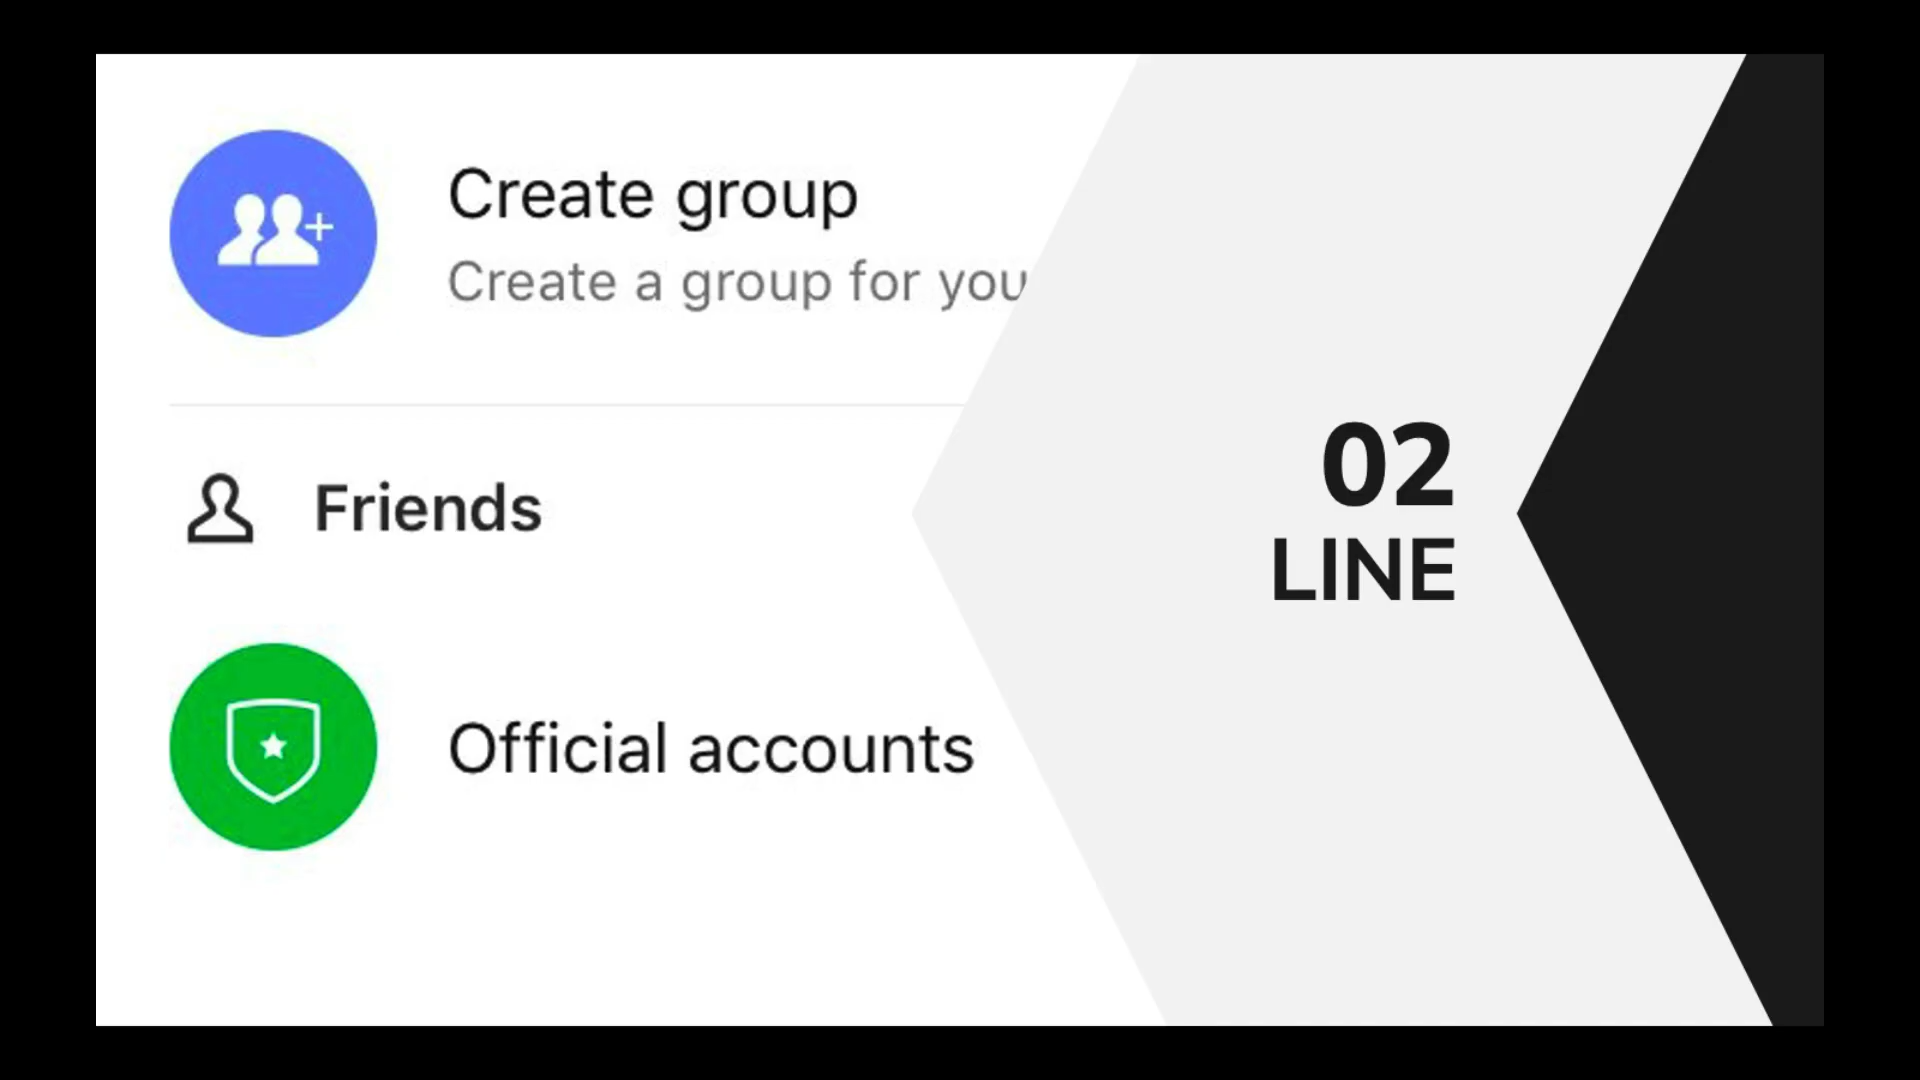 Create group
Create a group for you
Friends
Official accounts
02
LINE